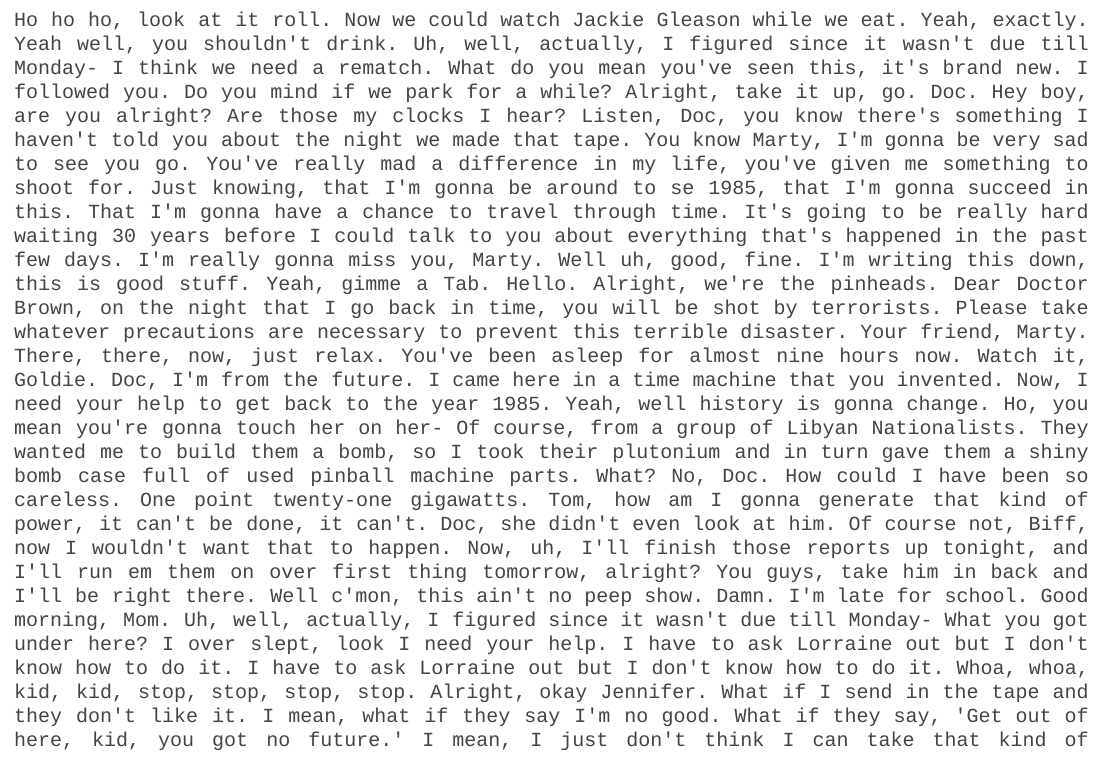 Ho ho ho, look at it roll. Now we could watch Jackie Gleason while we eat. Yeah, exactly.
Yeah well, you shouldn't drink. Uh, well, actually, I figured since it wasn't due till
Monday- I think we need a rematch. What do you mean you've seen this, it's brand new. I
followed you. Do you mind if we park for a while? Alright, take it up, go. Doc. Hey boy,
are you alright? Are those my clocks I hear? Listen, Doc, you know there's something I
haven't told you about the night we made that tape. You know Marty, I'm gonna be very sad
to see you go. You've really mad a difference in my life, you've given me something to
shoot for. Just knowing, that I'm gonna be around to se 1985, that I'm gonna succeed in
this. That I'm gonna have a chance to travel through time. It's going to be really hard
waiting 30 years before I could talk to you about everything that's happened in the past
few days. I'm really gonna miss you, Marty. Well uh, good, fine. I'm writing this down,
this is good stuff. Yeah, gimme a Tab. Hello. Alright, we're the pinheads. Dear Doctor
Brown, on the night that I go back in time, you will be shot by terrorists. Please take
whatever precautions are necessary to prevent this terrible disaster. Your friend, Marty.
There, there, now, just relax. You've been asleep for almost nine hours now. Watch it,
Goldie. Doc, I'm from the future. I came here in a time machine that you invented. Now, I
need your help to get back to the year 1985. Yeah, well history is gonna change. Ho, you
mean you're gonna touch her on her- Of course, from a group of Libyan Nationalists. They
wanted me to build them a bomb, so I took their plutonium and in turn gave them a shiny
bomb case full of used pinball machine parts. What? No, Doc. How could I have been so
careless. One point twenty-one gigawatts. Tom, how am I gonna generate that kind of
power, it can't be done, it can't. Doc, she didn't even look at him. Of course not, Biff,
now I wouldn't want that to happen. Now, uh, I'll finish those reports up tonight, and
I'll run em them on over first thing tomorrow, alright? You guys, take him in back and
I'll be right there. Well c'mon, this ain't no peep show. Damn. I'm late for school. Good
morning, Mom. Uh, well, actually, I figured since it wasn't due till Monday- What you got
under here? I over slept, look I need your help. I have to ask Lorraine out but I don't
know how to do it. I have to ask Lorraine out but I don't know how to do it. Whoa, whoa,
kid, kid, stop, stop, stop, stop. Alright, okay Jennifer. What if I send in the tape and
they don't like it. I mean, what if they say I'm no good. What if they say, 'Get out of
here, kid, you got no future.' I mean, I just don't think I can take that kind of